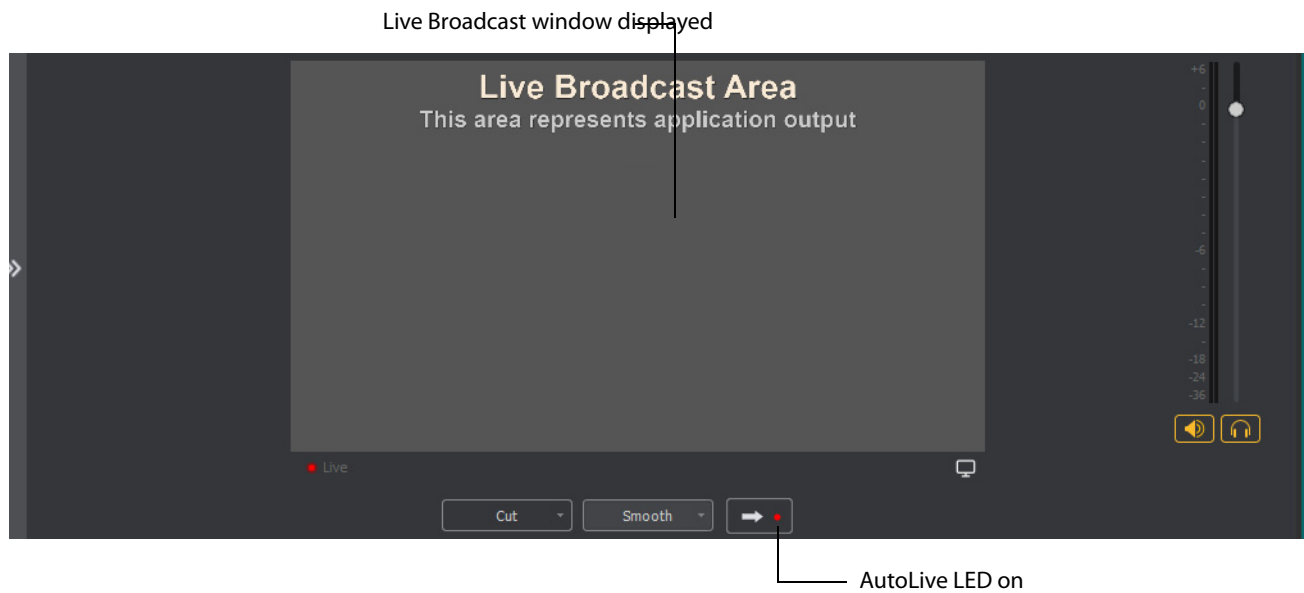 Live Broadcast window displayed
Live Broadcast Area
This area represents application output
+6
-
0
-
-
-
-
-
-
-
-6
-
-
-
-12
-
-18
-24
-36
Live
Cut
Smooth
AutoLive LED on